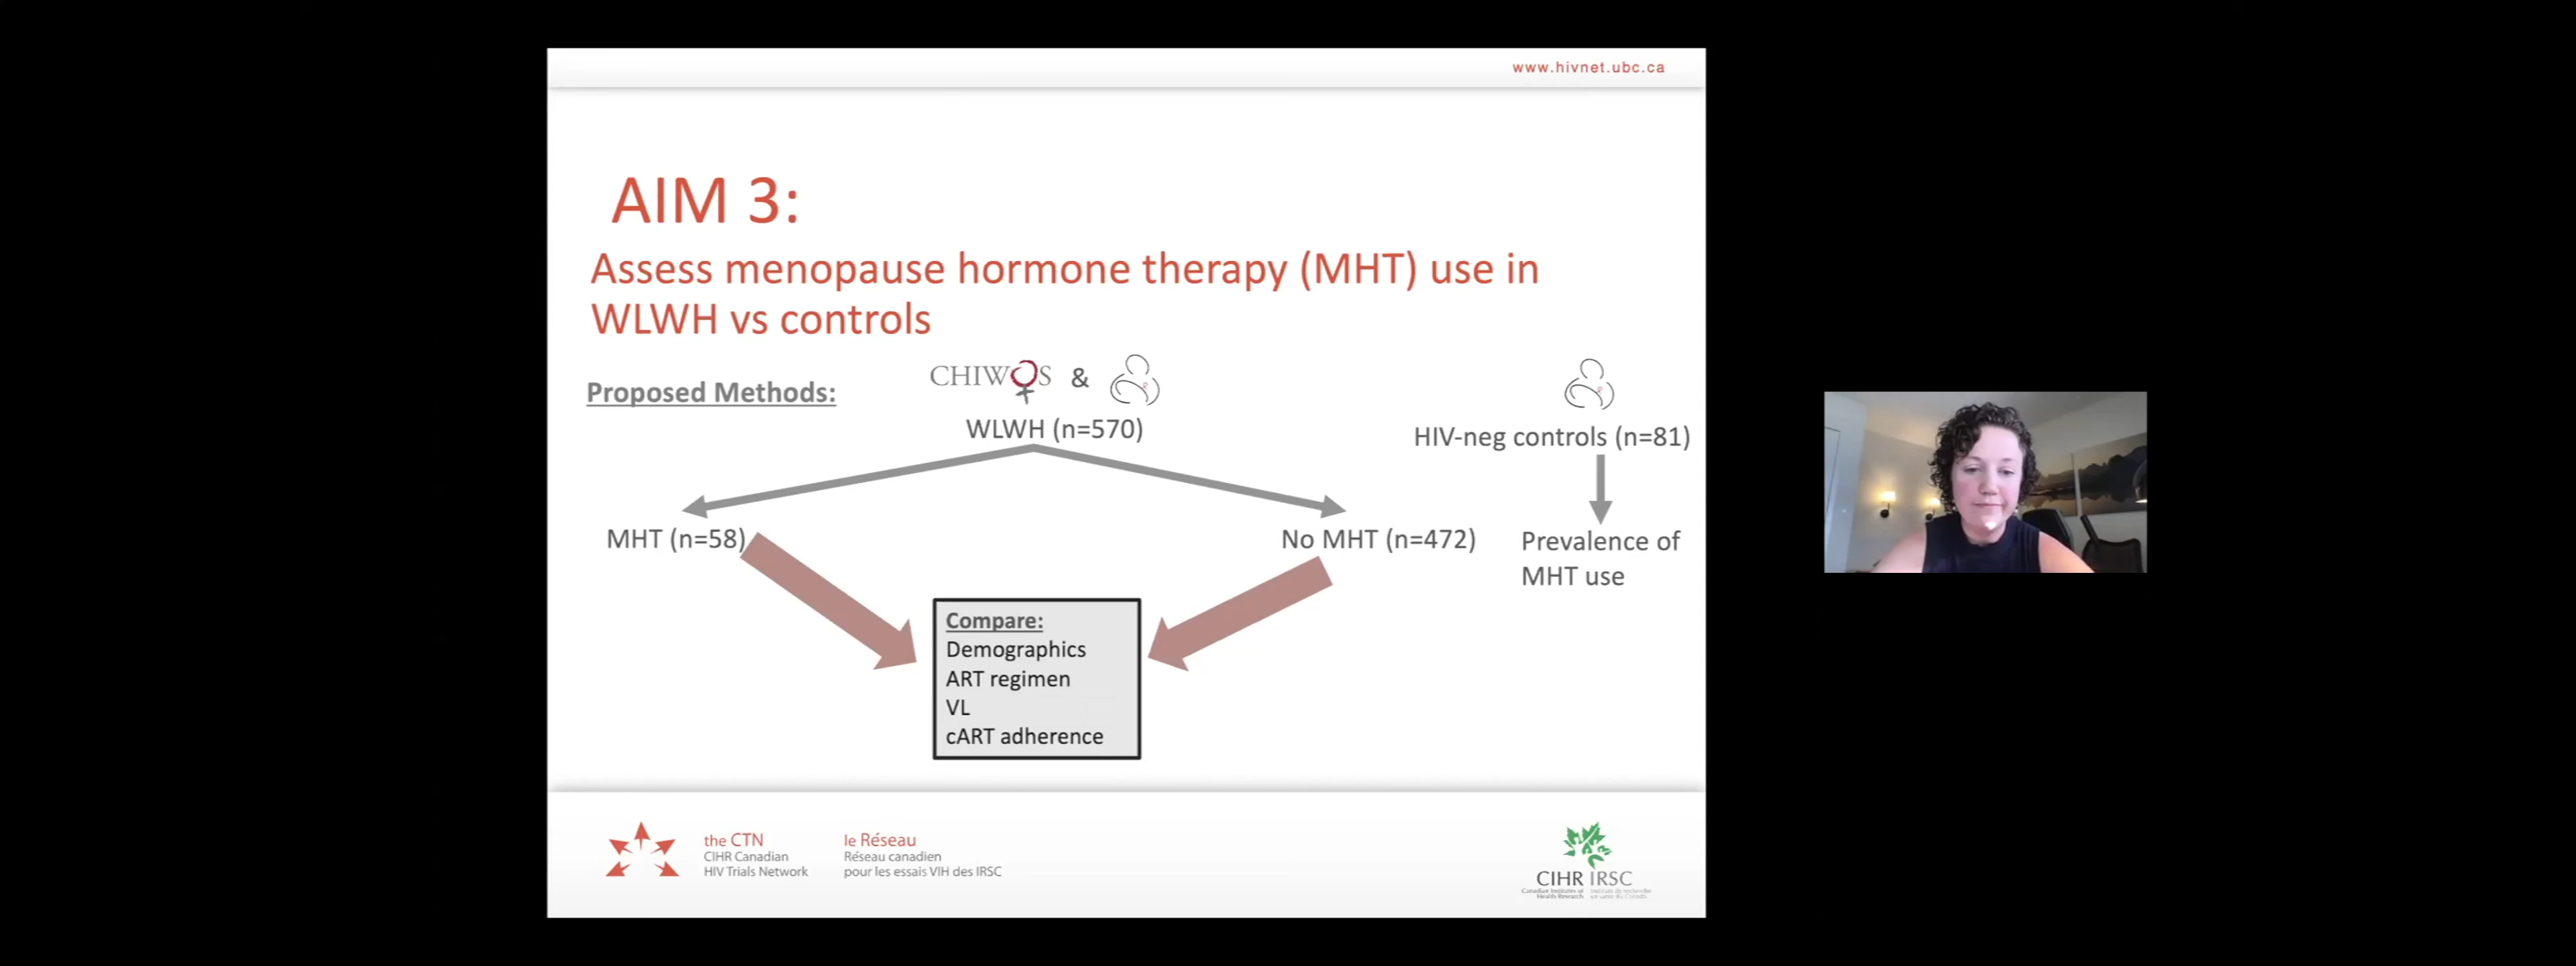 www.hivnet.ubc.ca
AIM 3:
Assess menopause hormone therapy (MHT) use in
WLWH vs controls
Proposed Methods:
CHIWOS &
WLWH (n=570)
HIV-neg controls (n=81)
MHT (n=58)
No MHT (n=472)
Prevalence of
MHT use
Compare:
Demographics
ART regimen
VL
cART adherence
the CTN
CIHR Canadian
HIV Trials Network
le Réseau
Réseau canadien
pour les essais VIH des IRSC
CIHR IRSC
Canadian Institutes of
Health Research
Instituts de recherche
en santé du Canada